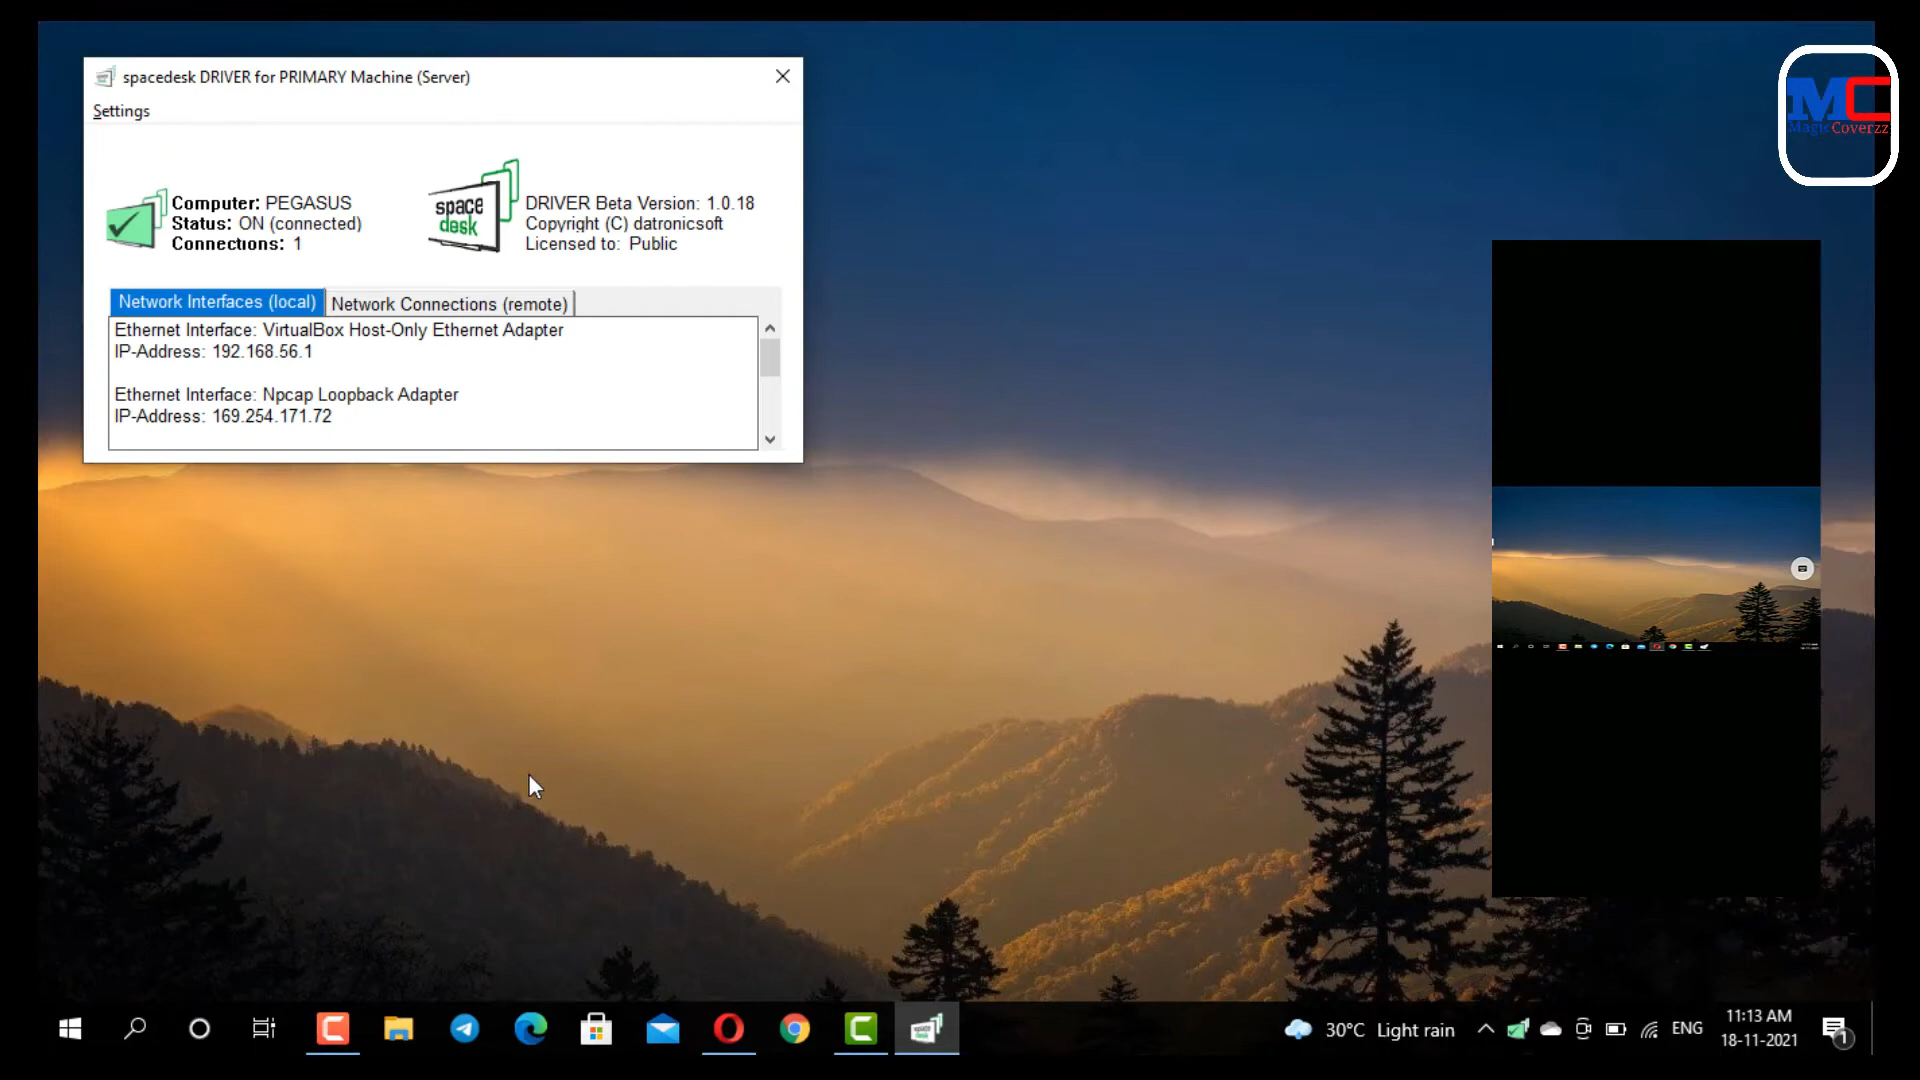 spacedesk DRIVER for PRIMARY Machine (Server)
Settings
Computer: PEGASUS
Status: ON (connected)
Connections: 1
space
desk
DRIVER Beta Version: 1.0.18
Copyright (C) datronicsoft
Licensed to: Public
Network Interfaces (local)
Network Connections (remote)
Ethernet Interface: VirtualBox Host-Only Ethernet Adapter
IP-Address: 192.168.56.1
Ethernet Interface: Npcap Loopback Adapter
IP-Address: 169.254.171.72
MC
MagicCoverzz
30°C Light rain
ENG
11:13 AM
18-11-2021
1